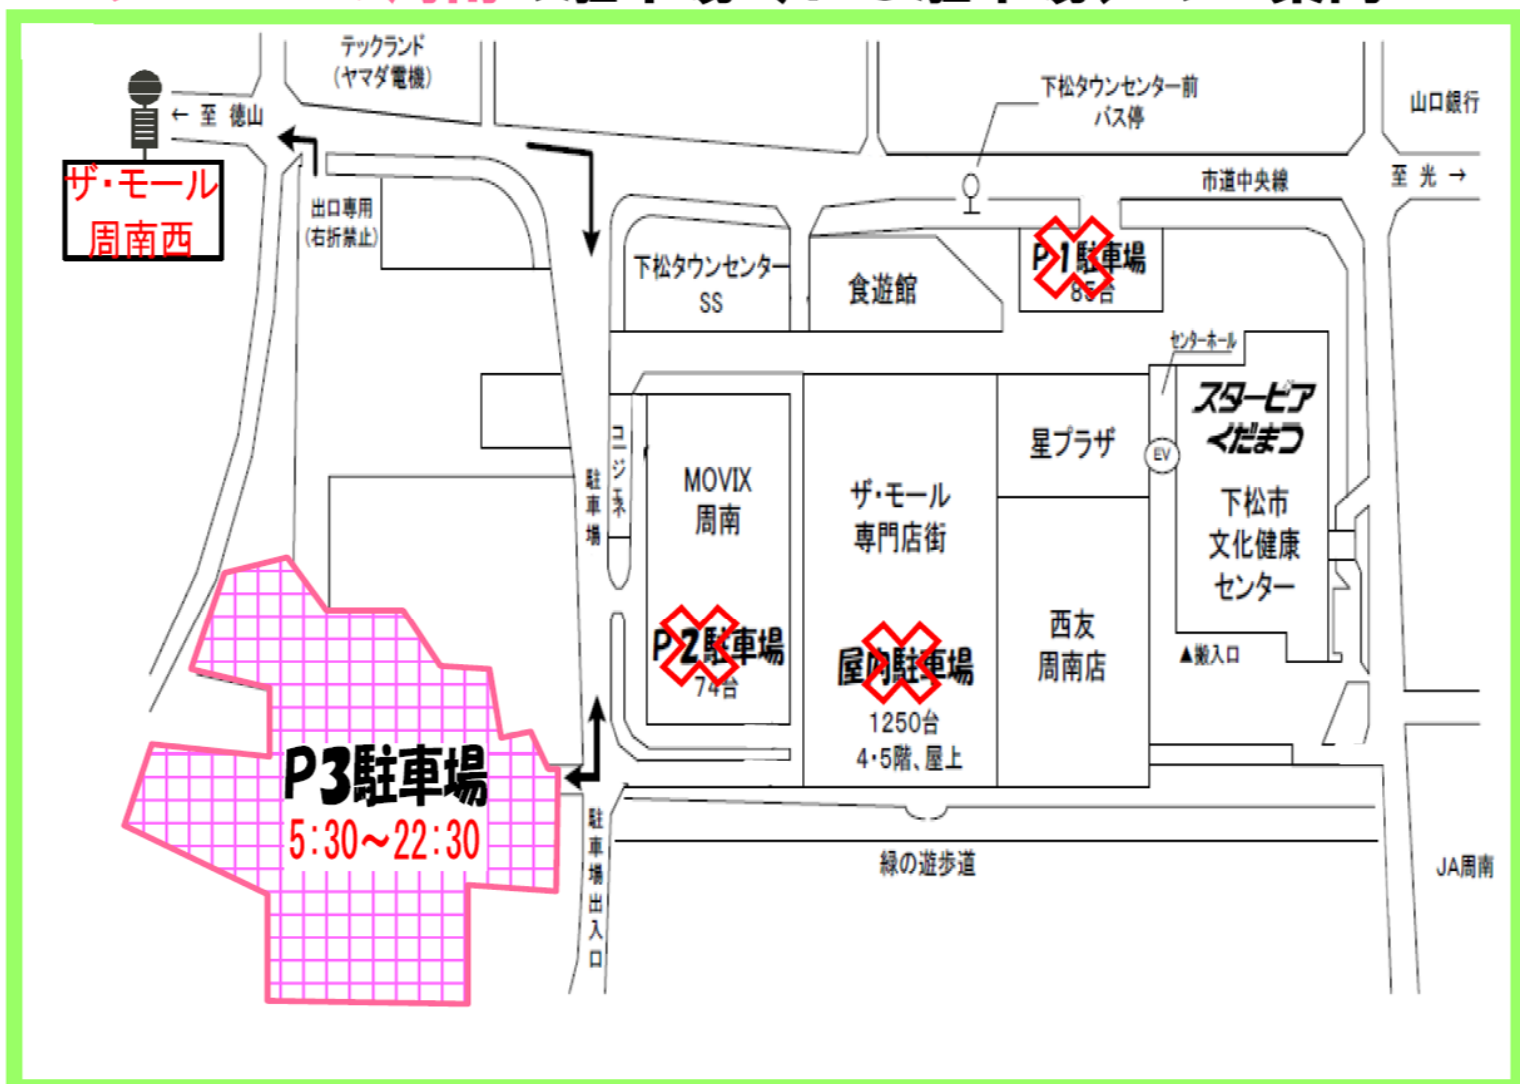 周南
テックランド
(ヤマダ電機)
← 至 徳山
ザ・モール
周南西
出口専用
(右折禁止)
下松タウンセンター前
バス停
山口銀行
市道中央線
至 光 →
P1駐車場
85台
下松タウンセンター
SS
食遊館
センターホール
スターピア
くだまつ
星プラザ
EV
下松市
文化健康
センター
コジマ
駐車場
MOVIX
周南
ザ・モール
専門店街
西友
周南店
▲搬入口
P2駐車場
74台
屋内駐車場
1250台
4・5階、屋上
P3駐車場
5:30～22:30
駐車場出入口
緑の遊歩道
JA周南